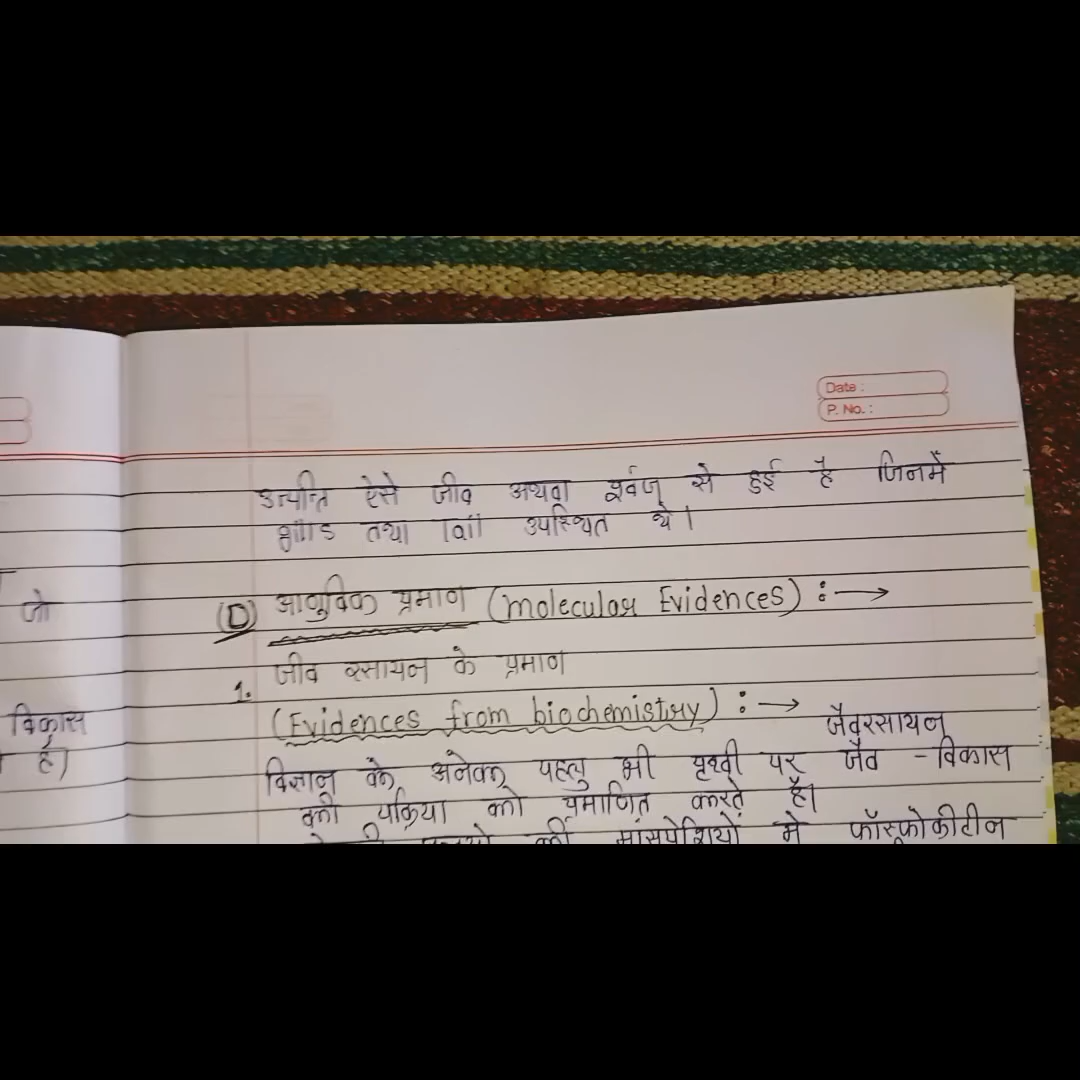 Date :
P. No. :
उत्पत्ति ऐसे जीव अथवा पूर्वज से हुई है जिनमें
gills तथा tail उपस्थित थे।
(D) आणुविक प्रमाण (Molecular Evidences) :→
जो
1. जीव रसायन के प्रमाण
(Evidences from biochemistry) :→ जैवरसायन
विकास
विज्ञान के अनेक पहलु भी पृथ्वी पर जैव - विकास
है।
की प्रक्रिया को प्रमाणित करते हैं।
की मांसपेशियों मे फॉस्फोक्रीटीन